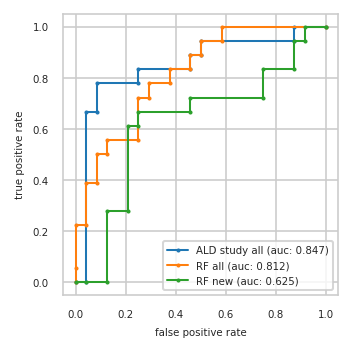 1.0
0.8
0.6
0.4
0.2
0.0
true positive rate
ALD study all (auc: 0.847)
RF all (auc: 0.812)
RF new (auc: 0.625)
0.0 0.2 0.4 0.6 0.8 1.0
false positive rate